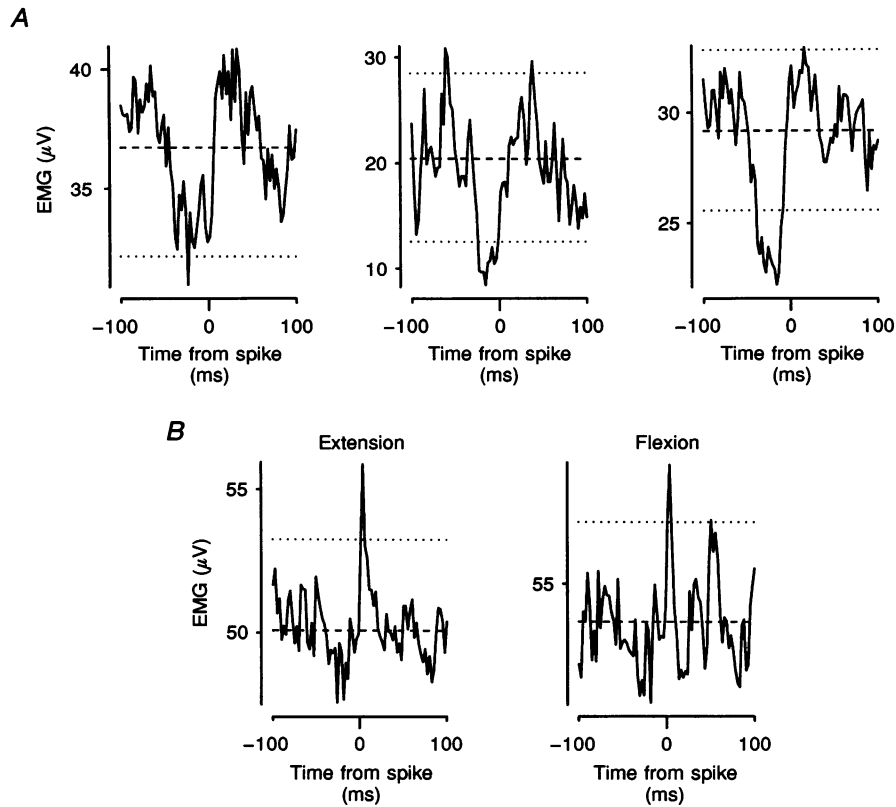 A
EMG (μV)
40
35
30
20
10
30
25
−100 0 100
−100 0 100
−100 0 100
Time from spike
(ms)
Time from spike
(ms)
Time from spike
(ms)
B
Extension
Flexion
EMG (μV)
55
50
55
−100 0 100
−100 0 100
Time from spike
(ms)
Time from spike
(ms)